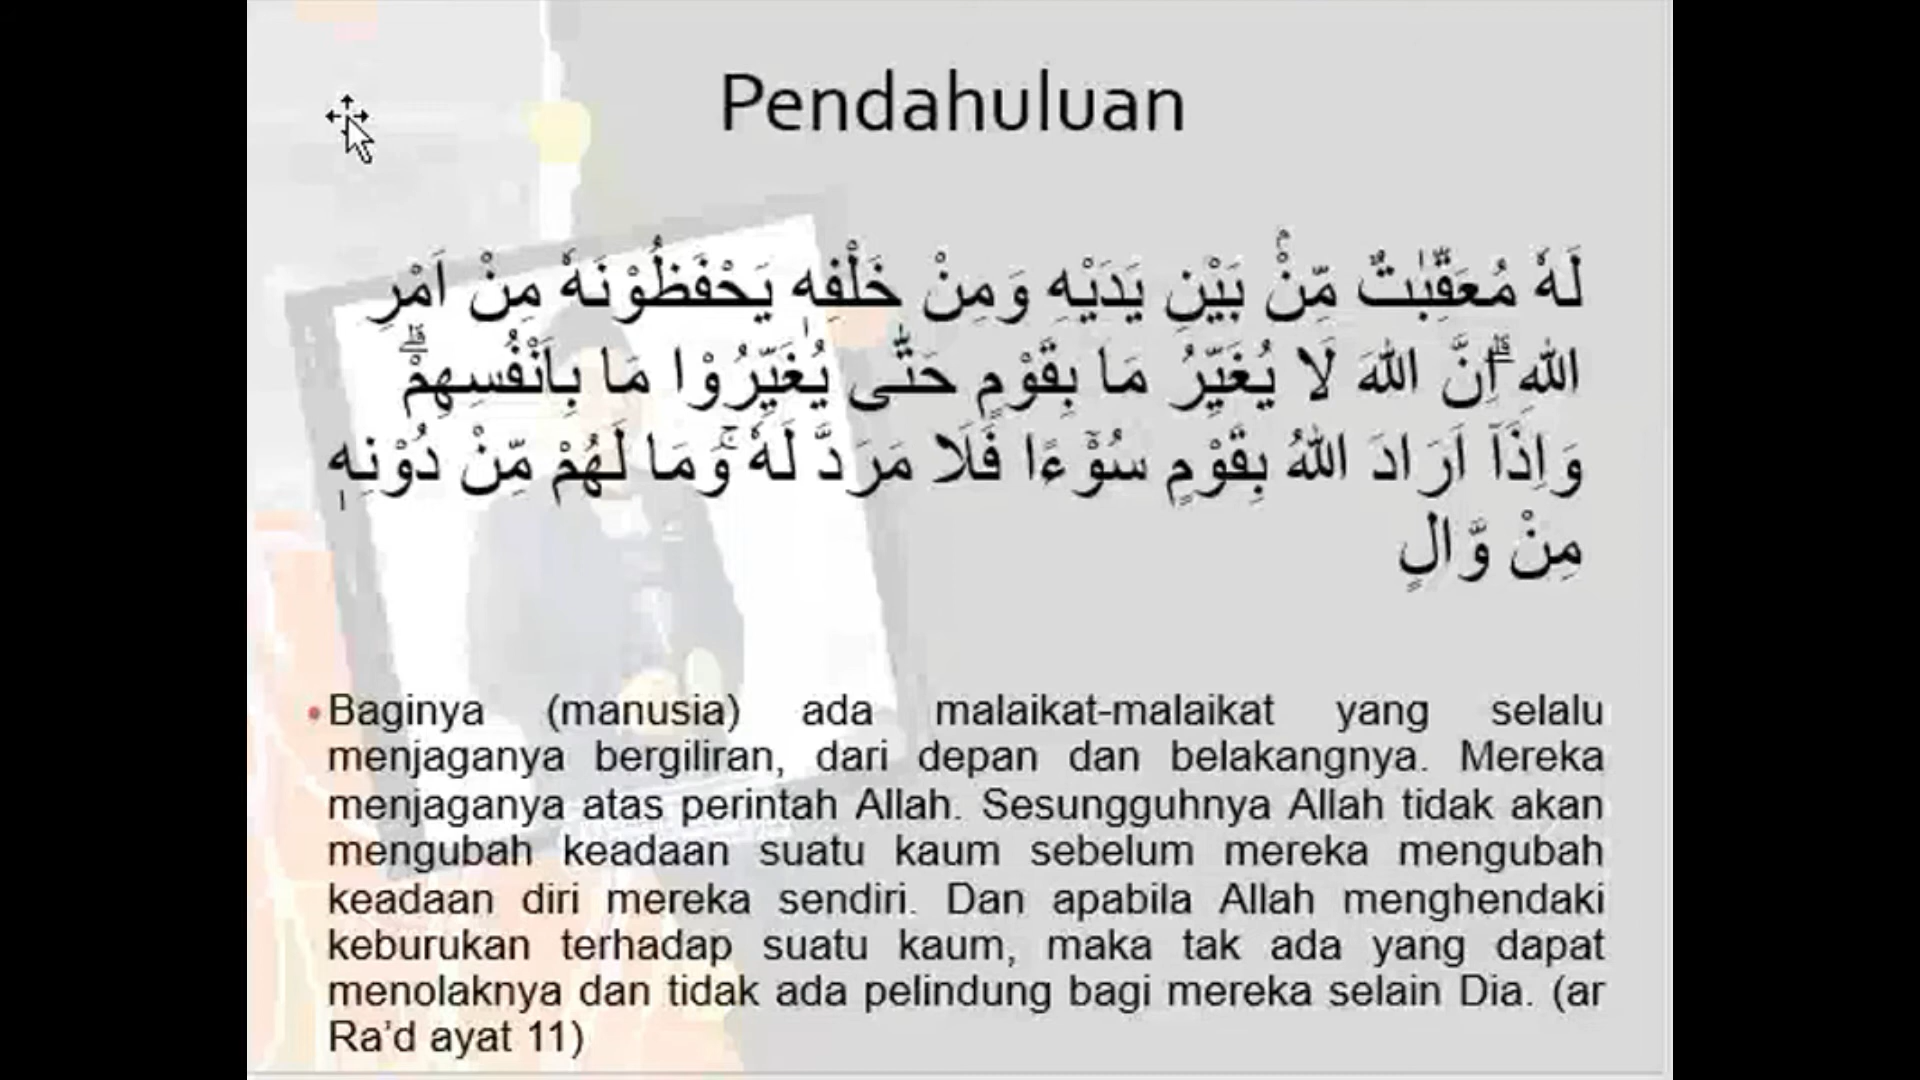 Pendahuluan
لَهٗ مُعَقِّبٰتٌ مِّنْۢ بَيْنِ يَدَيْهِ وَمِنْ خَلْفِهٖ يَحْفَظُوْنَهٗ مِنْ اَمْرِ
اللّٰهِ ۗاِنَّ اللّٰهَ لَا يُغَيِّرُ مَا بِقَوْمٍ حَتّٰى يُغَيِّرُوْا مَا بِاَنْفُسِهِمْۗ
وَاِذَآ اَرَادَ اللّٰهُ بِقَوْمٍ سُوْۤءًا فَلَا مَرَدَّ لَهٗ ۚوَمَا لَهُمْ مِّنْ دُوْنِهٖ
مِنْ وَّالٍ
• Baginya (manusia) ada malaikat-malaikat yang selalu
menjaganya bergiliran, dari depan dan belakangnya. Mereka
menjaganya atas perintah Allah. Sesungguhnya Allah tidak akan
mengubah keadaan suatu kaum sebelum mereka mengubah
keadaan diri mereka sendiri. Dan apabila Allah menghendaki
keburukan terhadap suatu kaum, maka tak ada yang dapat
menolaknya dan tidak ada pelindung bagi mereka selain Dia. (ar
Ra’d ayat 11)